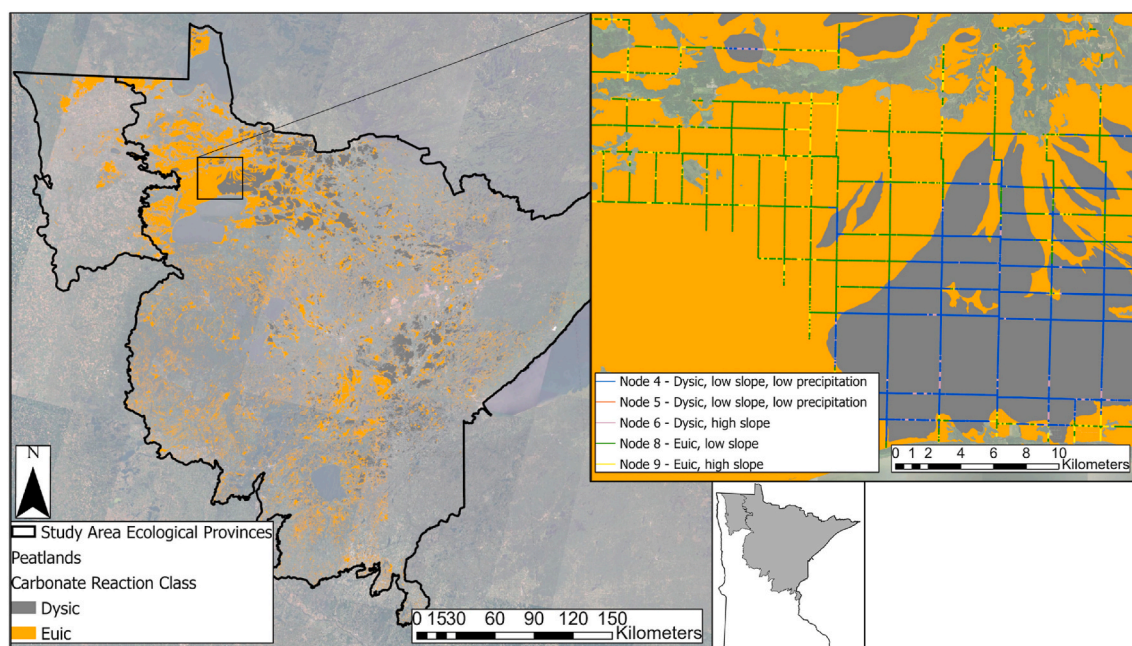 N
Study Area Ecological Provinces
Peatlands
Carbonate Reaction Class
Dysic
Euic
0 1530 60 90 120 150
Kilometers
Node 4 - Dysic, low slope, low precipitation
Node 5 - Dysic, low slope, low precipitation
Node 6 - Dysic, high slope
Node 8 - Euic, low slope
Node 9 - Euic, high slope
0 1 2 4 6 8 10
Kilometers